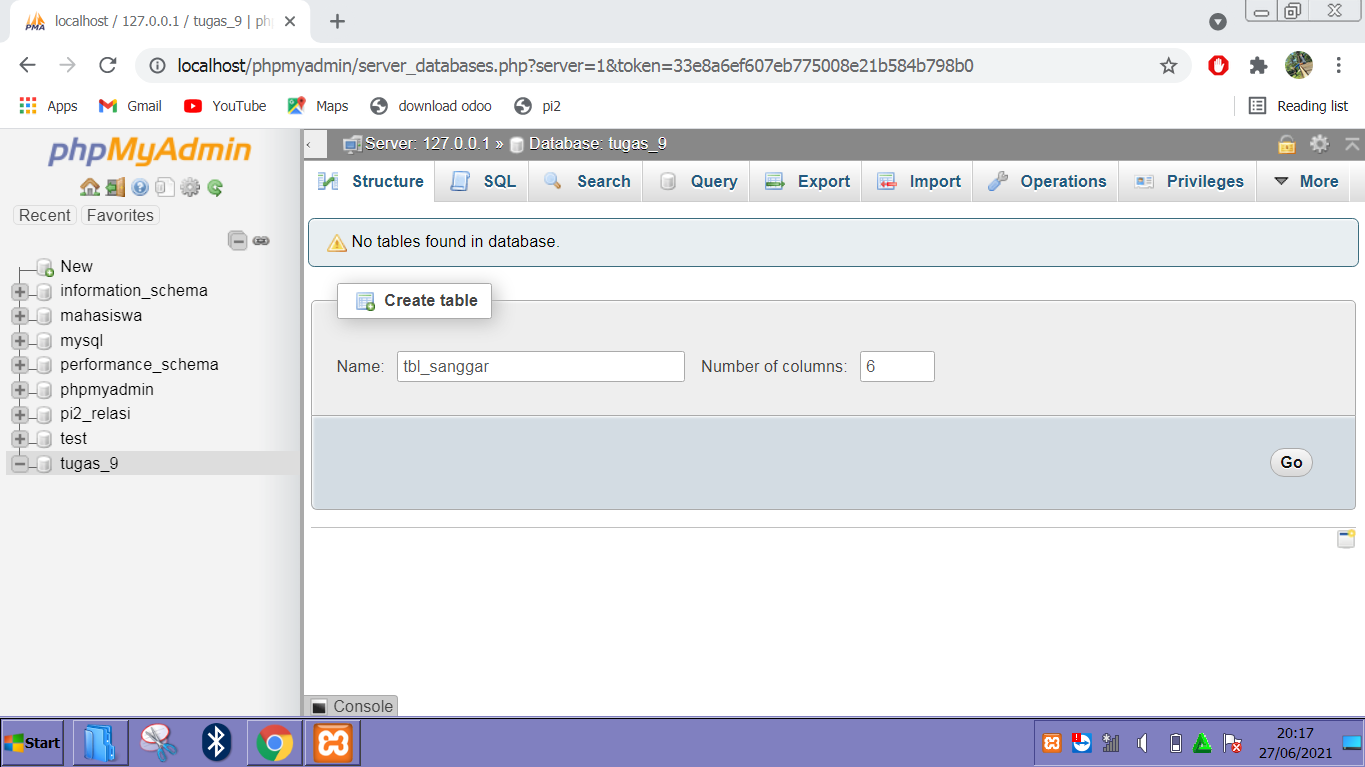 localhost / 127.0.0.1 / tugas_9 | ph
localhost/phpmyadmin/server_databases.php?server=1&token=33e8a6ef607eb775008e21b584b798b0
Apps Gmail YouTube Maps download odoo pi2 Reading list
phpMyAdmin
Recent Favorites
New
information_schema
mahasiswa
mysql
performance_schema
phpmyadmin
pi2_relasi
test
tugas_9
Server: 127.0.0.1 » Database: tugas_9
Structure SQL Search Query Export Import Operations Privileges More
No tables found in database.
Create table
Name: tbl_sanggar Number of columns: 6
Go
Console
Start
20:17
27/06/2021